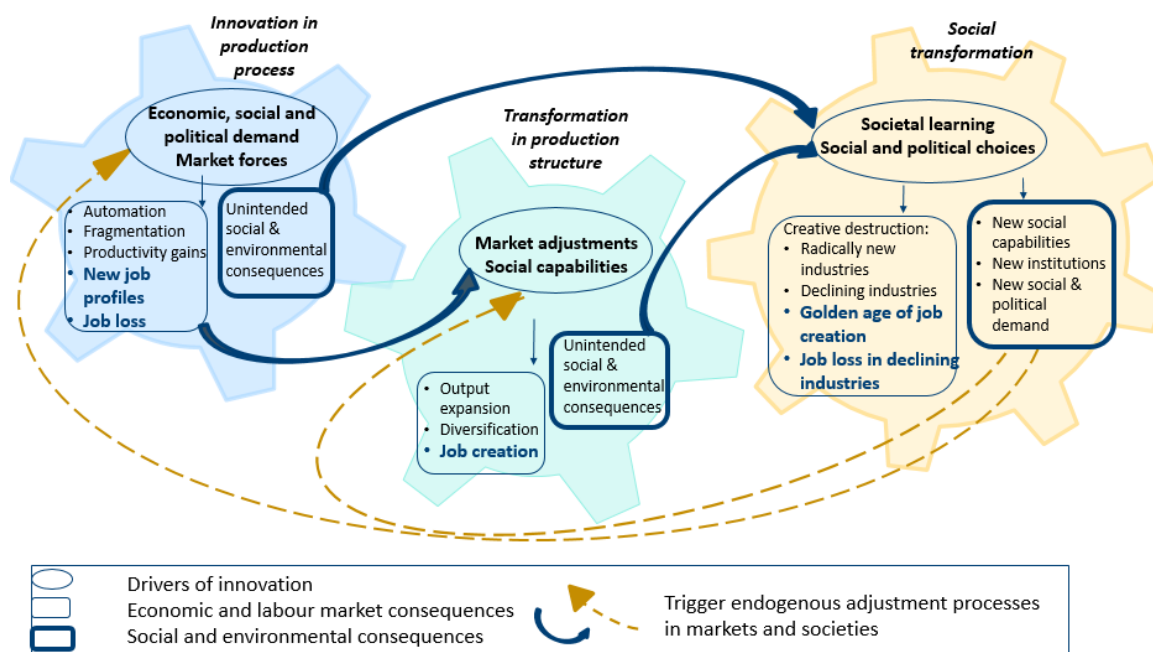 Innovation in
production
process
Economic, social and
political demand
Market forces
• Automation
• Fragmentation
• Productivity gains
• New job
profiles
• Job loss
Unintended
social &
environmental
consequences
Transformation
in production
structure
Market adjustments
Social capabilities
• Output
expansion
• Diversification
• Job creation
Unintended
social &
environmental
consequences
Social
transformation
Societal learning
Social and political choices
Creative destruction:
• Radically new
industries
• Declining industries
• Golden age of job
creation
• Job loss in declining
industries
• New social
capabilities
• New institutions
• New social &
political
demand
Drivers of innovation
Economic and labour market consequences
Social and environmental consequences
Trigger endogenous adjustment processes
in markets and societies